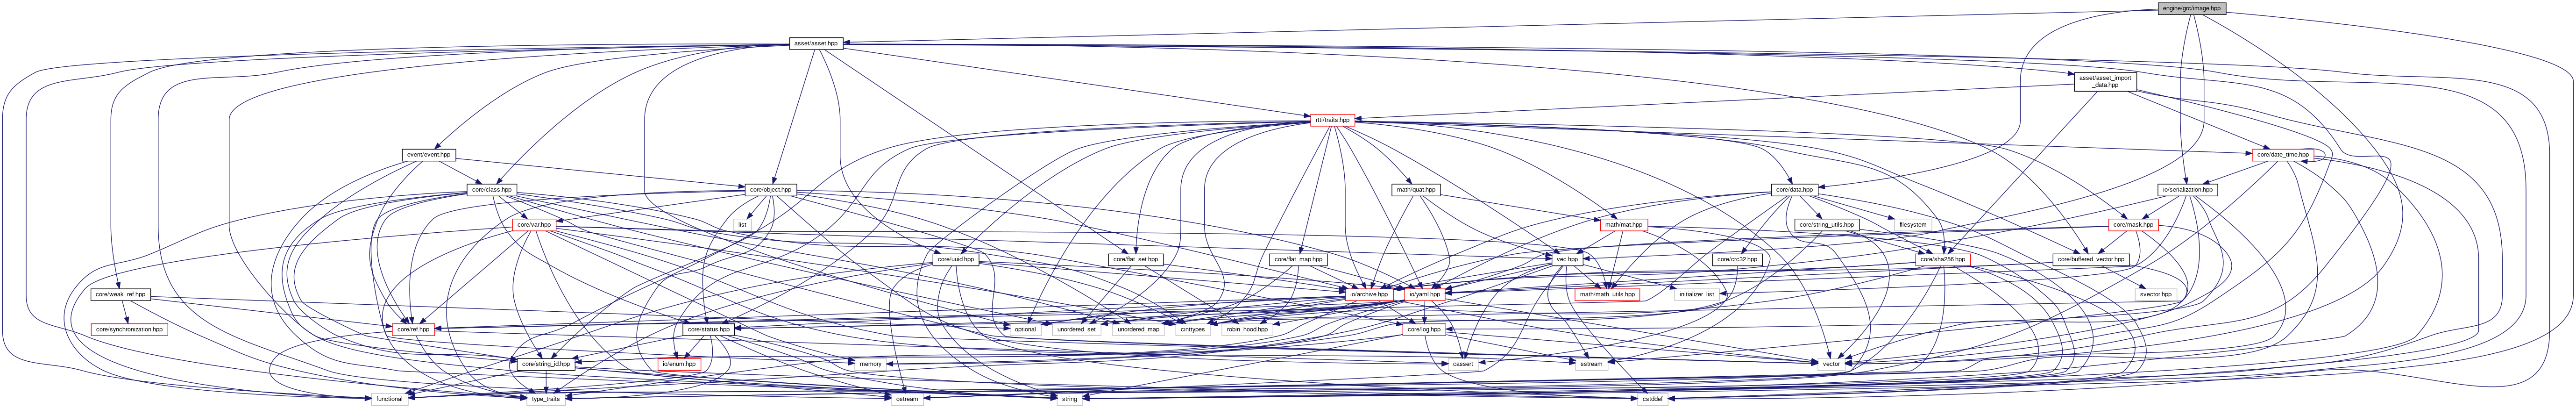 engine/grc/image.hpp
asset/asset.hpp
asset/asset_import
_data.hpp
rtti/traits.hpp
event/event.hpp
core/date_time.hpp
core/class.hpp
core/object.hpp
math/quat.hpp
core/data.hpp
io/serialization.hpp
list
core/var.hpp
math/mat.hpp
core/string_utils.hpp
filesystem
core/mask.hpp
core/uuid.hpp
core/flat_set.hpp
core/flat_map.hpp
vec.hpp
core/crc32.hpp
core/sha256.hpp
core/buffered_vector.hpp
core/weak_ref.hpp
io/archive.hpp
io/yaml.hpp
math/math_utils.hpp
initializer_list
svector.hpp
core/synchronization.hpp
core/ref.hpp
core/status.hpp
optional
unordered_set
unordered_map
cinttypes
robin_hood.hpp
core/log.hpp
core/string_id.hpp
io/enum.hpp
memory
cassert
sstream
vector
functional
type_traits
ostream
string
cstddef